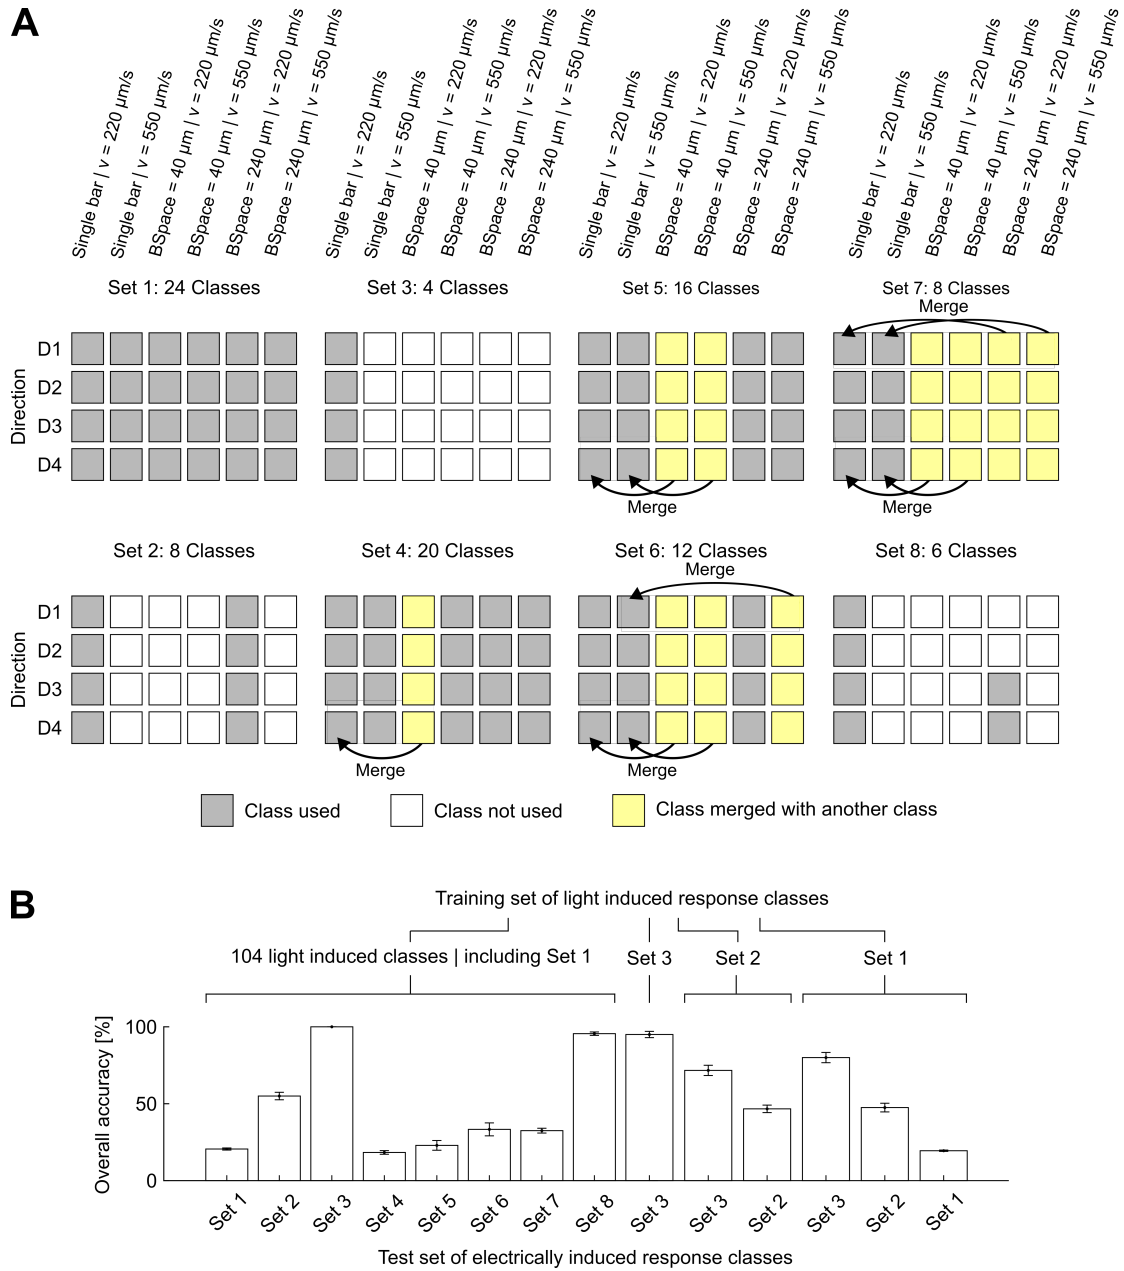 A
Single bar | v = 220 µm/s
Single bar | v = 550 µm/s
BSpace = 40 µm | v = 220 µm/s
BSpace = 40 µm | v = 550 µm/s
BSpace = 240 µm | v = 220 µm/s
BSpace = 240 µm | v = 550 µm/s
Single bar | v = 220 µm/s
Single bar | v = 550 µm/s
BSpace = 40 µm | v = 220 µm/s
BSpace = 40 µm | v = 550 µm/s
BSpace = 240 µm | v = 220 µm/s
BSpace = 240 µm | v = 550 µm/s
Single bar | v = 220 µm/s
Single bar | v = 550 µm/s
BSpace = 40 µm | v = 220 µm/s
BSpace = 40 µm | v = 550 µm/s
BSpace = 240 µm | v = 220 µm/s
BSpace = 240 µm | v = 550 µm/s
Single bar | v = 220 µm/s
Single bar | v = 550 µm/s
BSpace = 40 µm | v = 220 µm/s
BSpace = 40 µm | v = 550 µm/s
BSpace = 240 µm | v = 220 µm/s
BSpace = 240 µm | v = 550 µm/s
Set 1: 24 Classes
Set 3: 4 Classes
Set 5: 16 Classes
Set 7: 8 Classes
Merge
Direction
D1
D2
D3
D4
Merge
Merge
Set 2: 8 Classes
Set 4: 20 Classes
Set 6: 12 Classes
Set 8: 6 Classes
Merge
Direction
D1
D2
D3
D4
Merge
Merge
Class used
Class not used
Class merged with another class
B
Training set of light induced response classes
104 light induced classes | including Set 1
Set 3
Set 2
Set 1
Overall accuracy [%]
100
50
0
Set 1
Set 2
Set 3
Set 4
Set 5
Set 6
Set 7
Set 8
Set 3
Set 3
Set 2
Set 3
Set 2
Set 1
Test set of electrically induced response classes